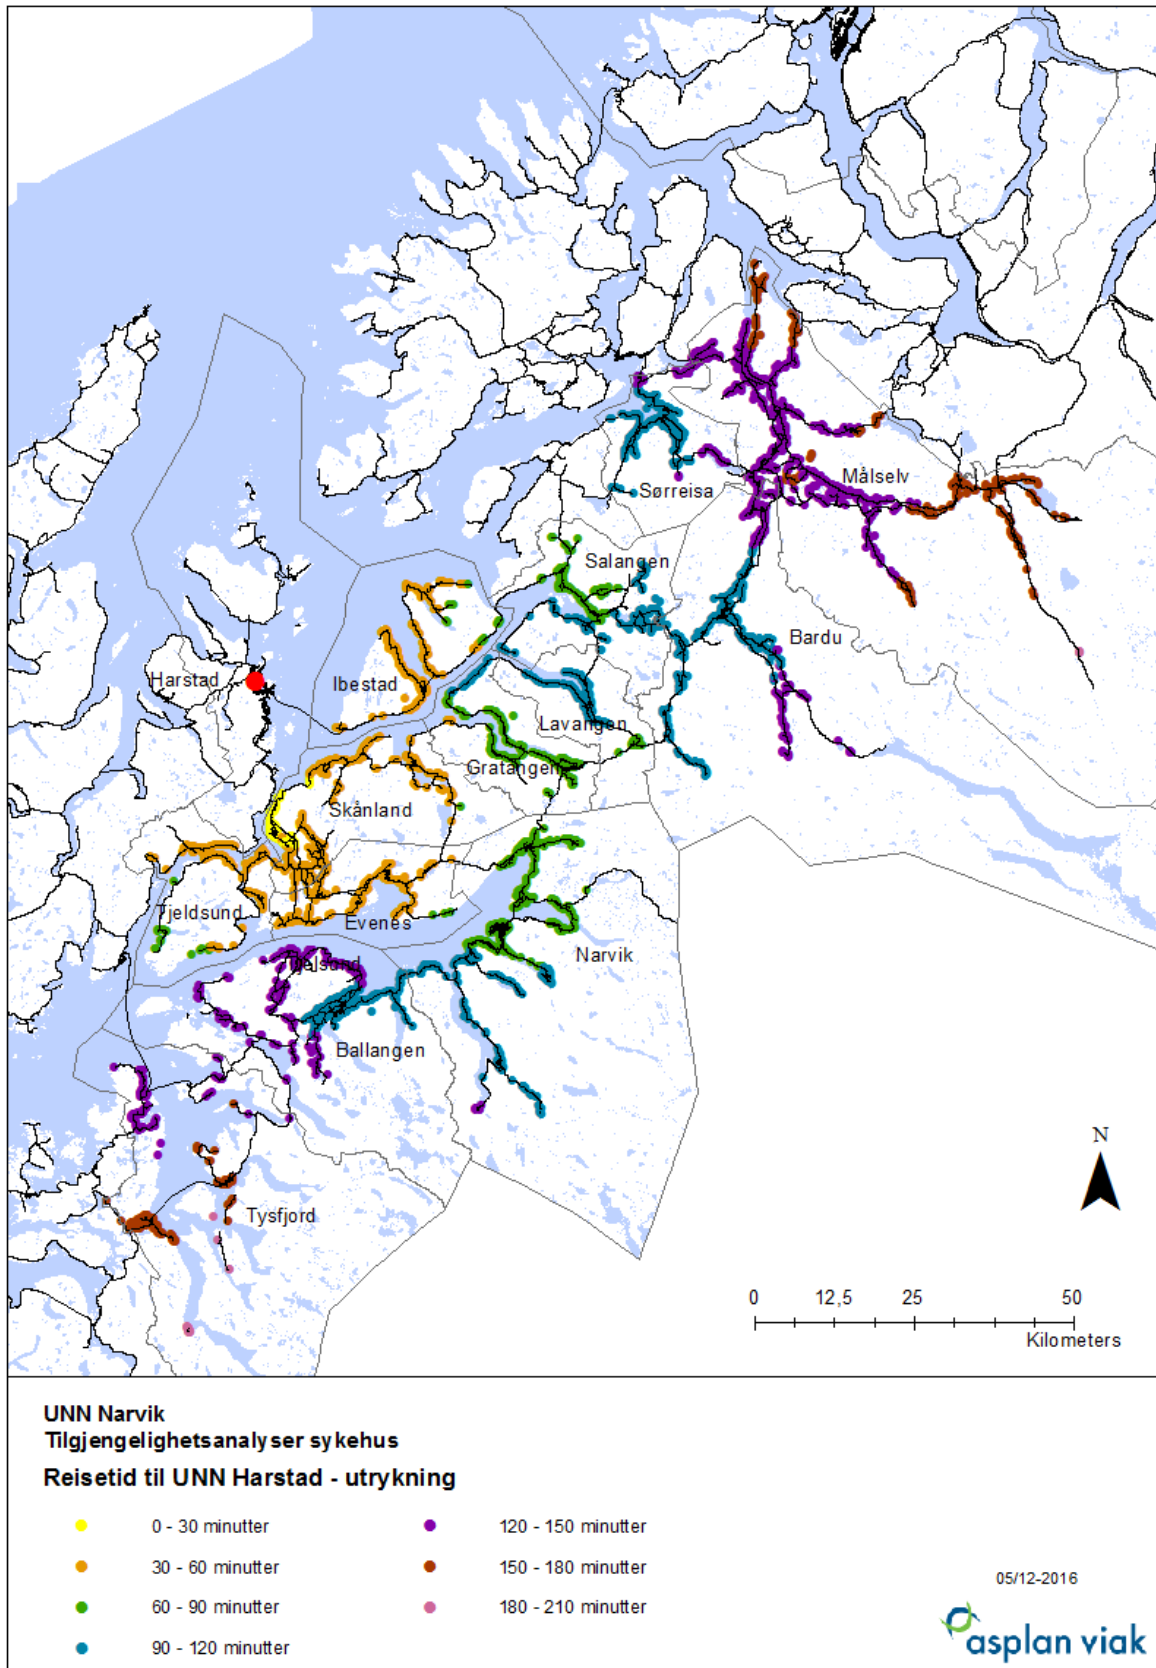 Målselv
Sørreisa
Salangen
Bardu
Harstad
Ibestad
Lavangen
Gratangen
Skånland
Tjeldsund
Evenes
Narvik
Ballangen
Tysfjord
N
0 12,5 25 50
Kilometers
UNN Narvik
Tilgjengelighetsanalyser sykehus
Reisetid til UNN Harstad - utrykning
0 - 30 minutter
30 - 60 minutter
60 - 90 minutter
90 - 120 minutter
120 - 150 minutter
150 - 180 minutter
180 - 210 minutter
05/12-2016
asplan viak